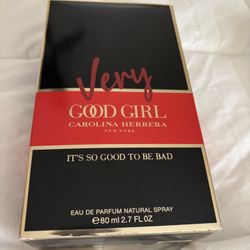 Very
GOOD GIRL
CAROLINA HERRERA
NEW YORK
IT'S SO GOOD TO BE BAD
EAU DE PARFUM NATURAL SPRAY
℮80 ml 2.7 FL OZ